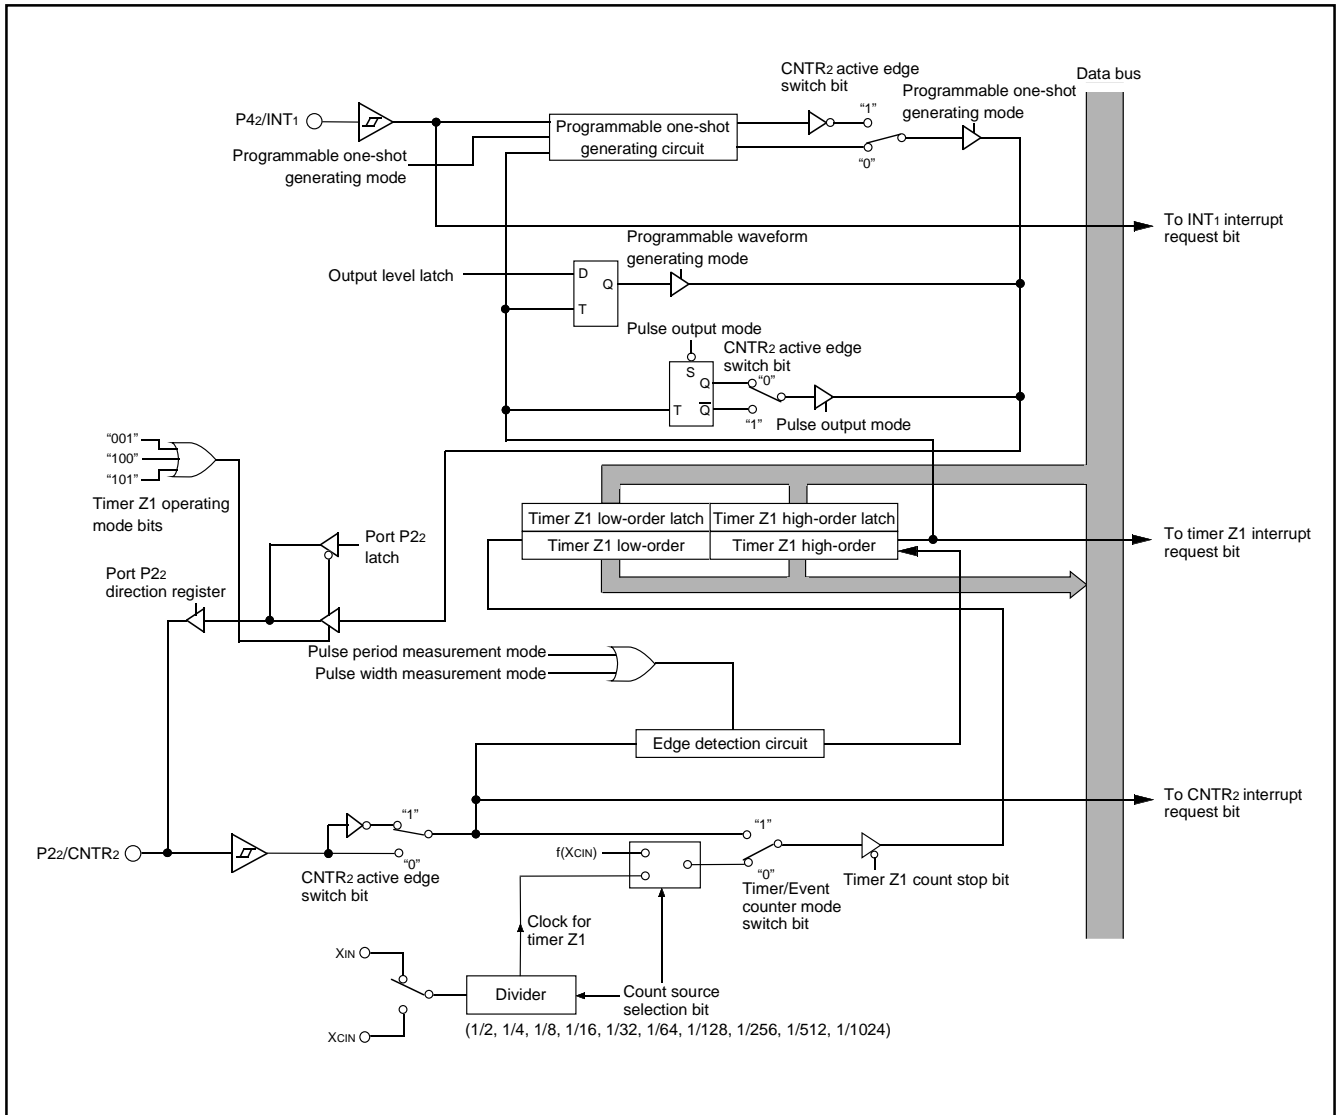 CNTR2 active edge
switch bit
Data bus
Programmable one-shot
generating mode
P42/INT1
“1”
Programmable one-shot
generating circuit
“0”
Programmable one-shot
generating mode
To INT1 interrupt
request bit
Programmable waveform
generating mode
Output level latch
D
Q
T
Pulse output mode
CNTR2 active edge
switch bit
S
Q
“0”
T
Q
“1”
Pulse output mode
“001”
“100”
“101”
Timer Z1 operating
mode bits
Timer Z1 low-order latch
Timer Z1 high-order latch
Timer Z1 low-order
Timer Z1 high-order
To timer Z1 interrupt
request bit
Port P22
latch
Port P22
direction register
Pulse period measurement mode
Pulse width measurement mode
Edge detection circuit
To CNTR2 interrupt
request bit
“1”
“1”
P22/CNTR2
“0”
CNTR2 active edge
switch bit
f(XCIN)
“0”
Timer/Event
counter mode
switch bit
Timer Z1 count stop bit
Clock for
timer Z1
XIN
Divider
Count source
selection bit
XCIN
(1/2, 1/4, 1/8, 1/16, 1/32, 1/64, 1/128, 1/256, 1/512, 1/1024)